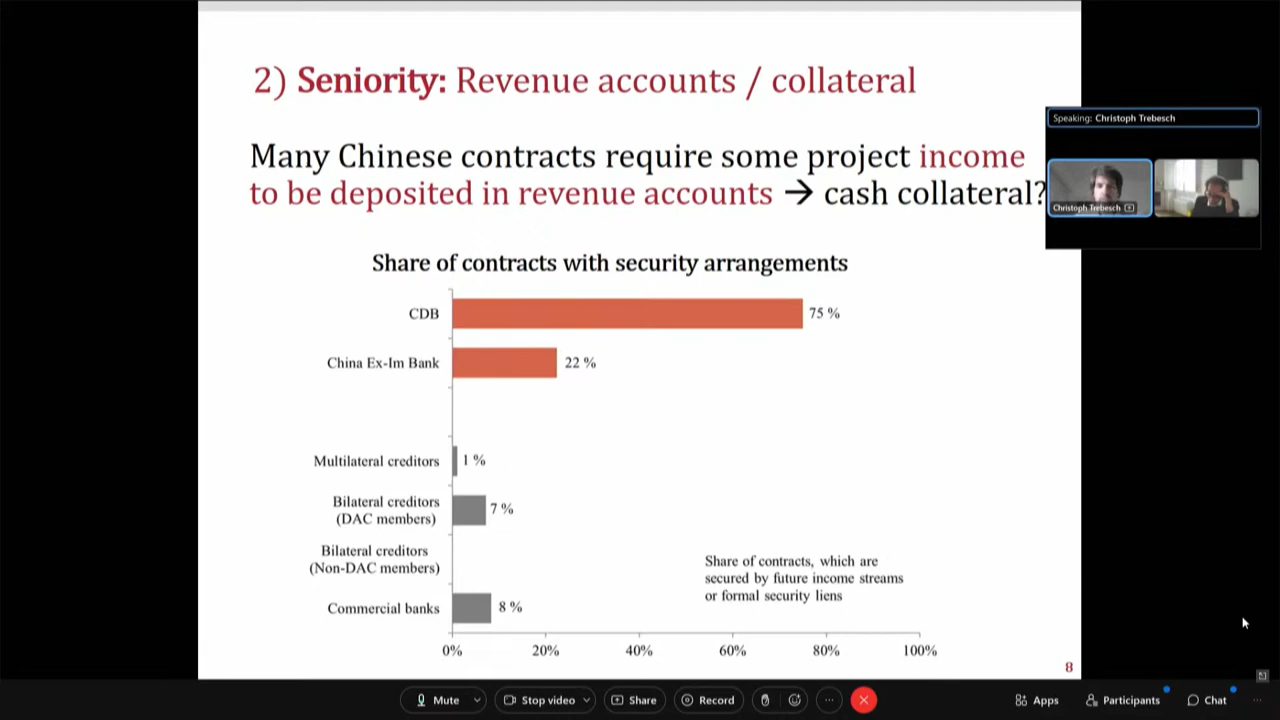 2) Seniority: Revenue accounts / collateral
Many Chinese contracts require some project income
to be deposited in revenue accounts → cash collateral?
Speaking: Christoph Trebesch
Christoph Trebesch
Share of contracts with security arrangements
CDB
75 %
China Ex-Im Bank
22 %
Multilateral creditors
1 %
Bilateral creditors
(DAC members)
7 %
Bilateral creditors
(Non-DAC members)
Share of contracts, which are
secured by future income streams
or formal security liens
Commercial banks
8 %
0% 20% 40% 60% 80% 100%
8
Mute Stop video Share Record Apps Participants Chat